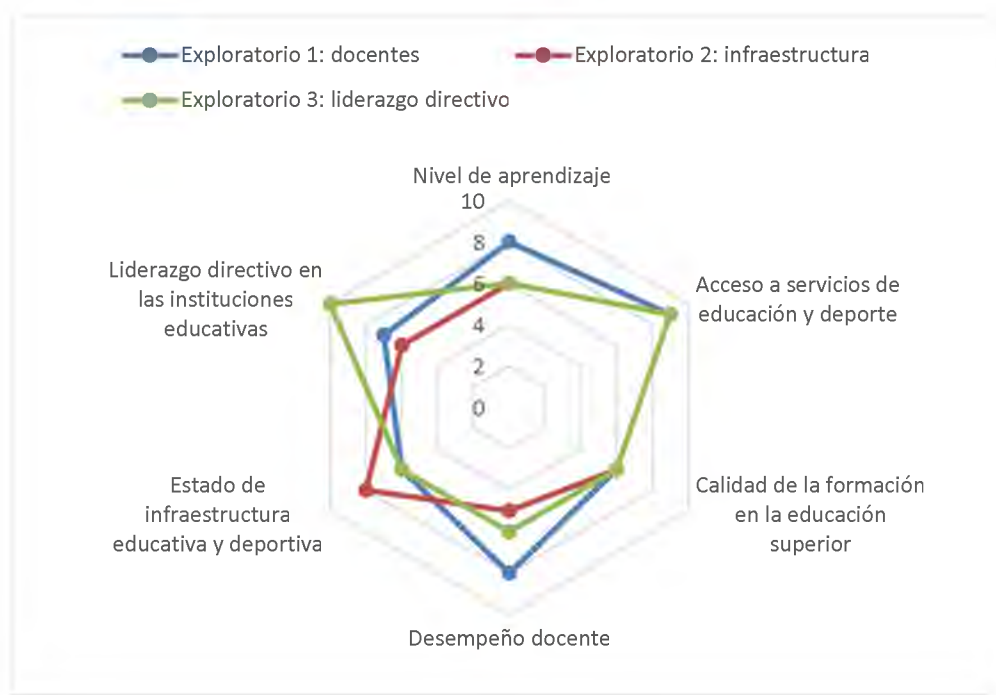 Exploratorio 1: docentes
Exploratorio 2: infraestructura
Exploratorio 3: liderazgo directivo
Nivel de aprendizaje
10
8
6
4
2
0
Acceso a servicios de
educación y deporte
Calidad de la formación
en la educación
superior
Desempeño docente
Estado de
infraestructura
educativa y deportiva
Liderazgo directivo en
las instituciones
educativas